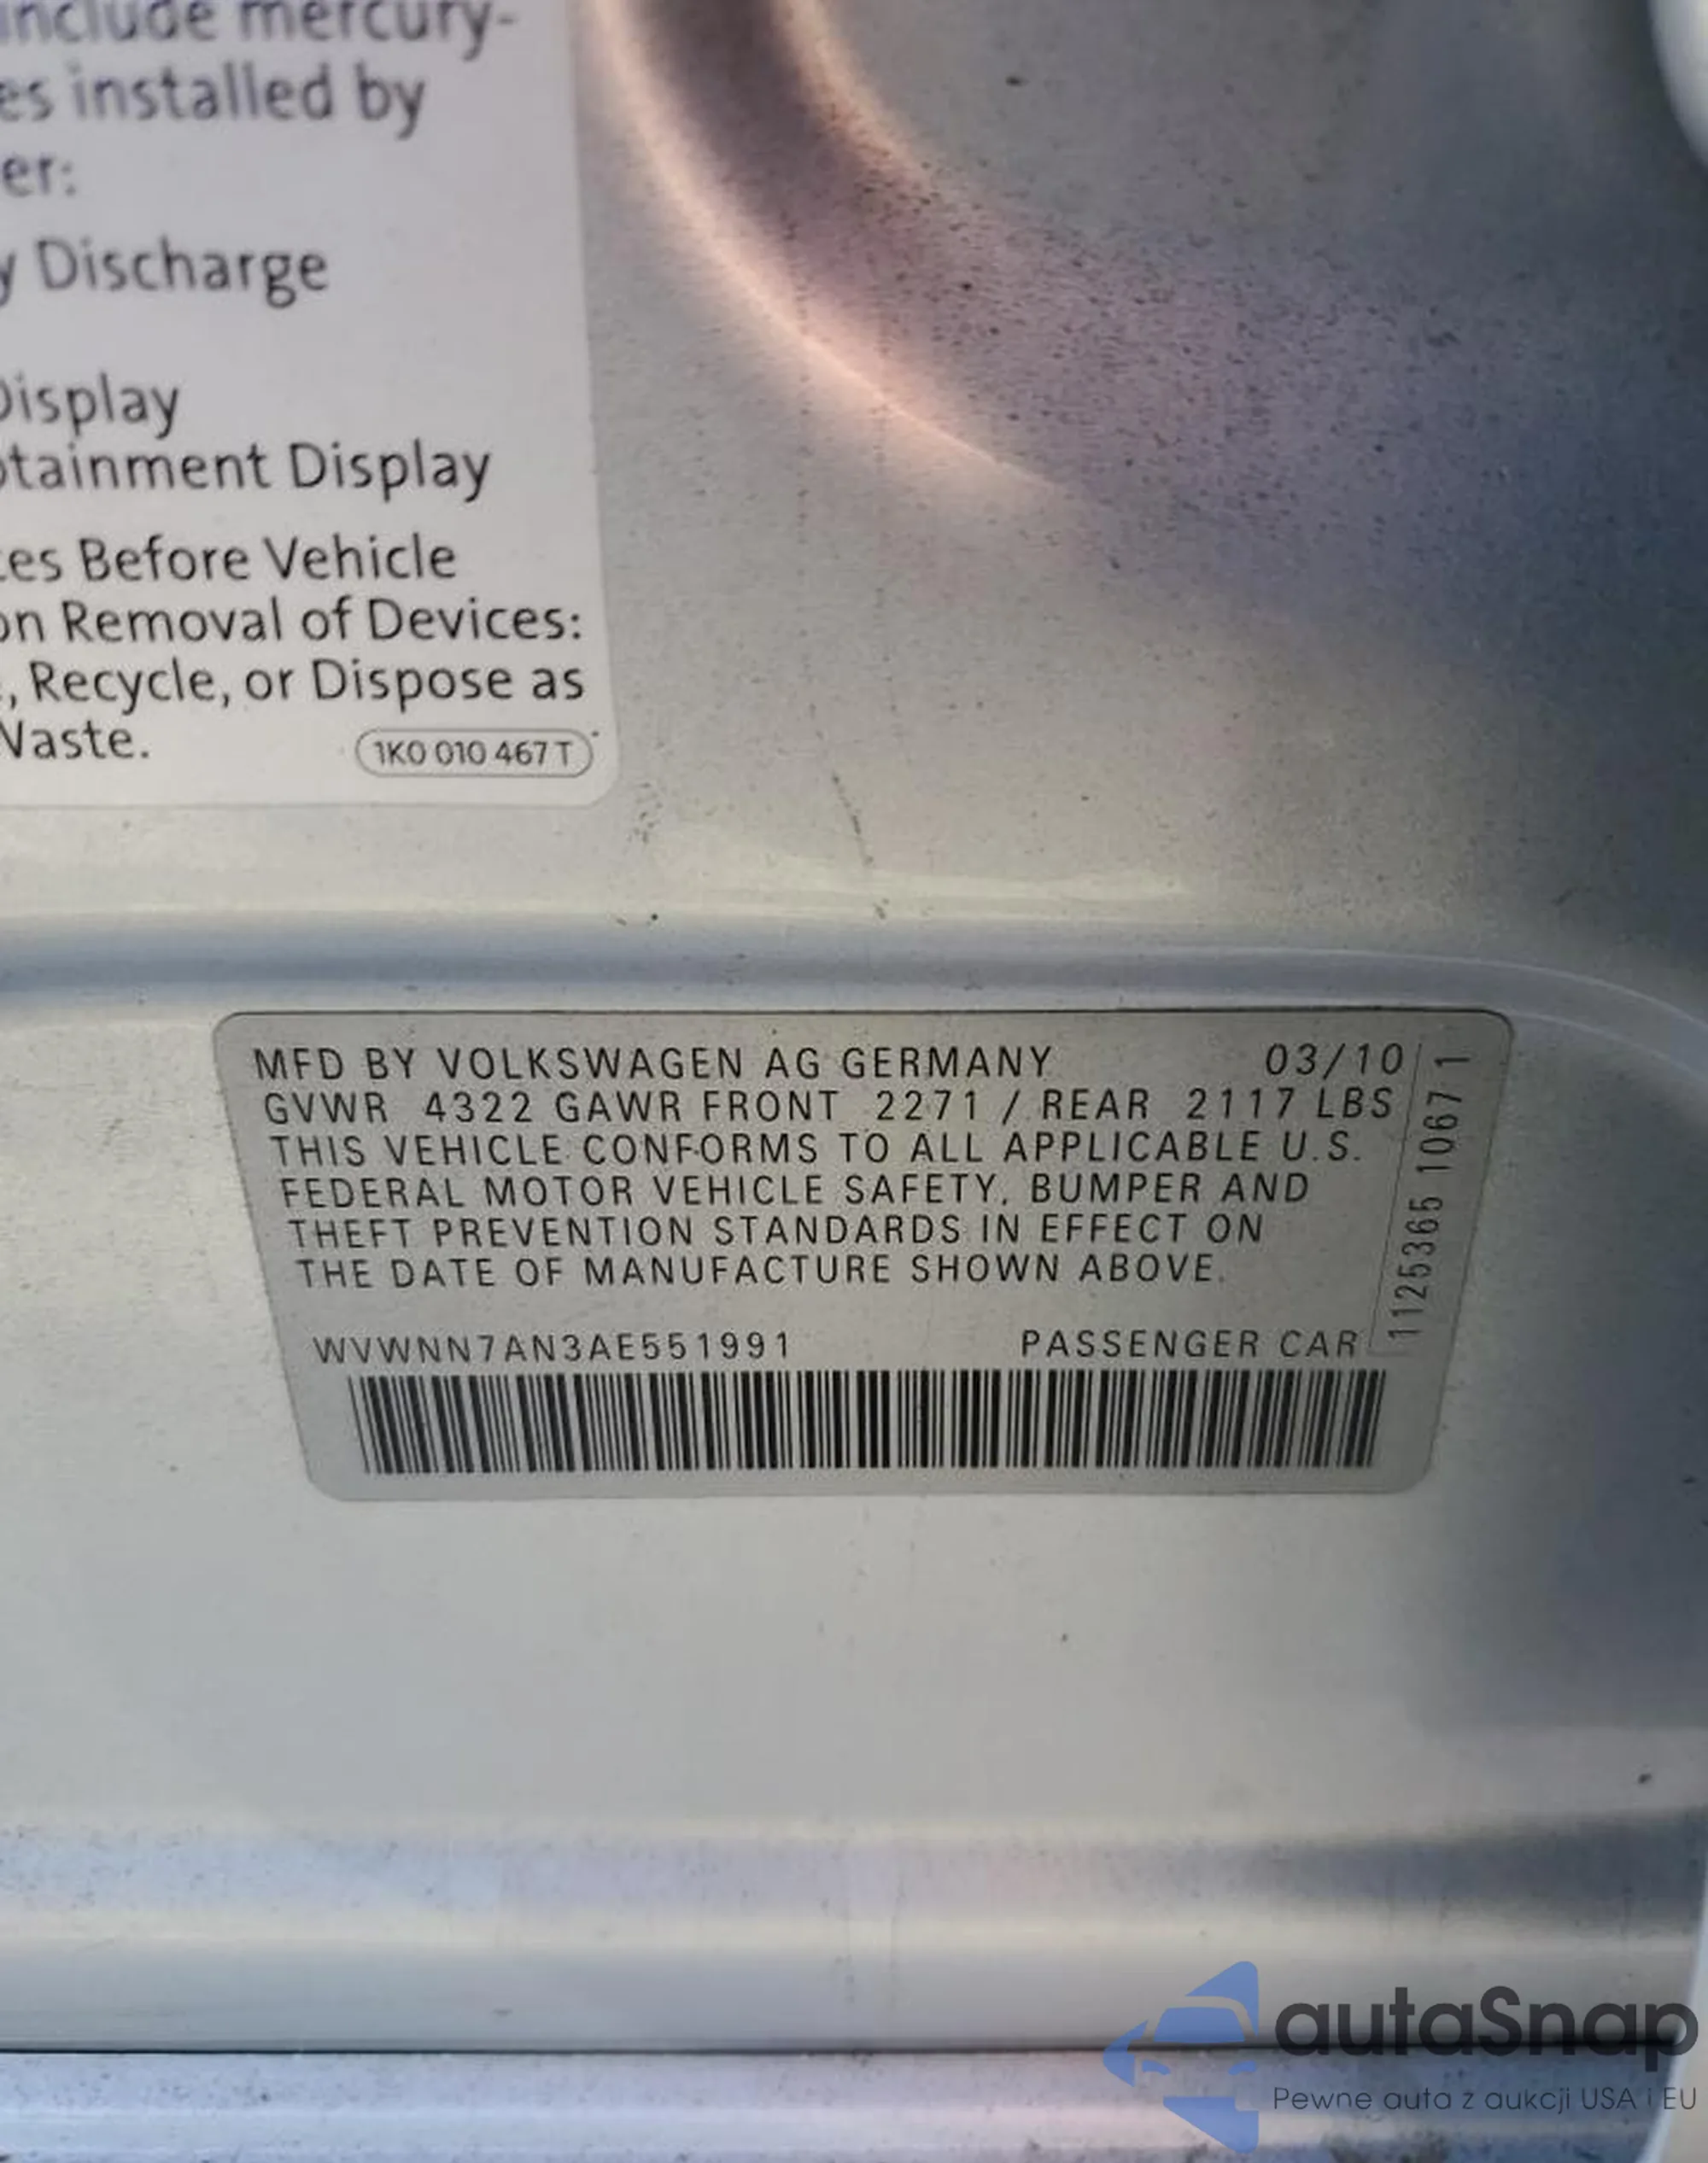 include mercury-
es installed by
er:
y Discharge
Display
otainment Display
es Before Vehicle
on Removal of Devices:
, Recycle, or Dispose as
Waste.
1K0 010 467 T
MFD BY VOLKSWAGEN AG GERMANY 03/10
GVWR 4322 GAWR FRONT 2271 / REAR 2117 LBS
THIS VEHICLE CONFORMS TO ALL APPLICABLE U.S.
FEDERAL MOTOR VEHICLE SAFETY, BUMPER AND
THEFT PREVENTION STANDARDS IN EFFECT ON
THE DATE OF MANUFACTURE SHOWN ABOVE.
WVWNN7AN3AE551991 PASSENGER CAR
1125365 1067 1
autaSnap
Pewne auta z aukcji USA i EU